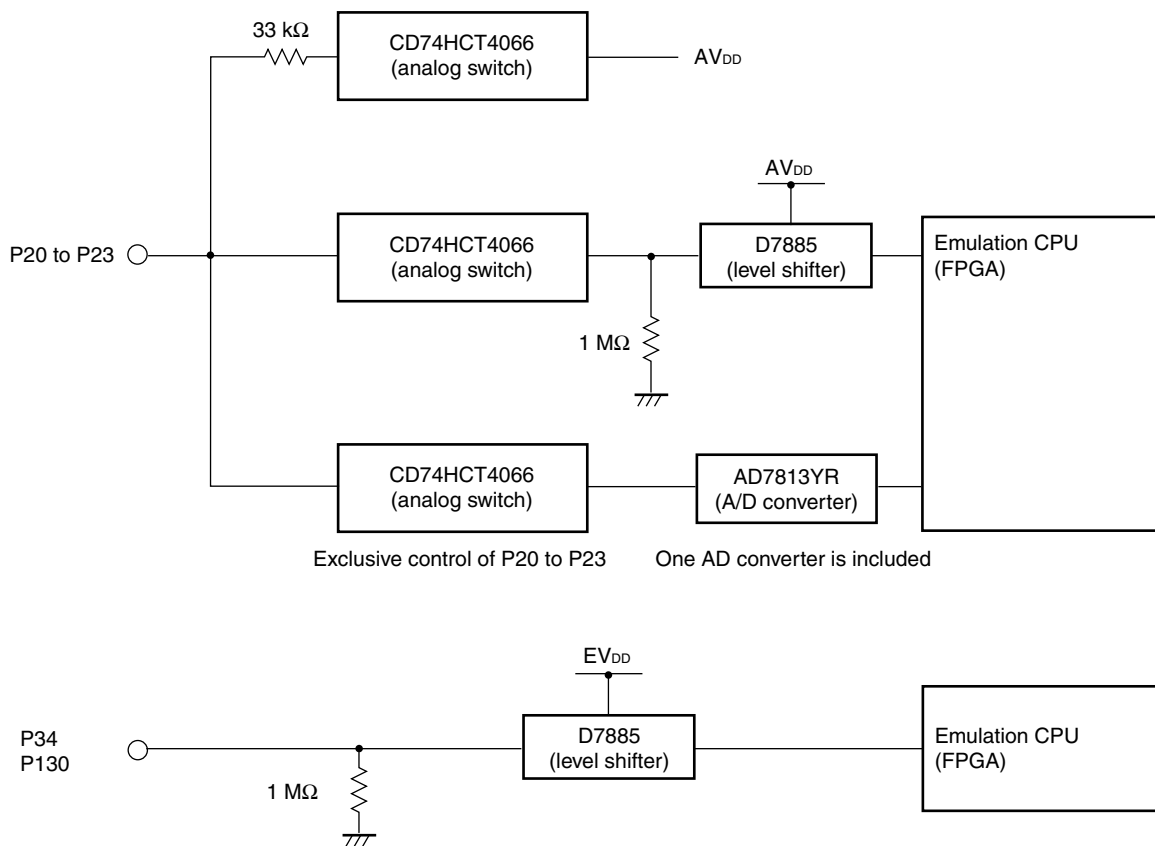 33 kΩ
CD74HCT4066
(analog switch)
AVDD
AVDD
P20 to P23
CD74HCT4066
(analog switch)
D7885
(level shifter)
Emulation CPU
(FPGA)
1 MΩ
CD74HCT4066
(analog switch)
AD7813YR
(A/D converter)
Exclusive control of P20 to P23
One AD converter is included
EVDD
P34
P130
D7885
(level shifter)
Emulation CPU
(FPGA)
1 MΩ